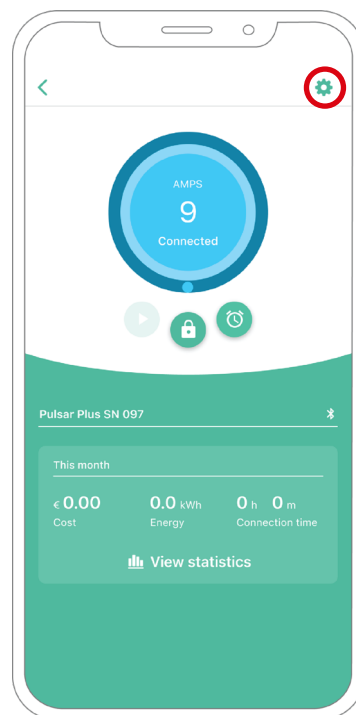 AMPS
9
Connected
Pulsar Plus SN 097
This month
€ 0.00 0.0 kWh 0 h 0 m
Cost Energy Connection time
View statistics